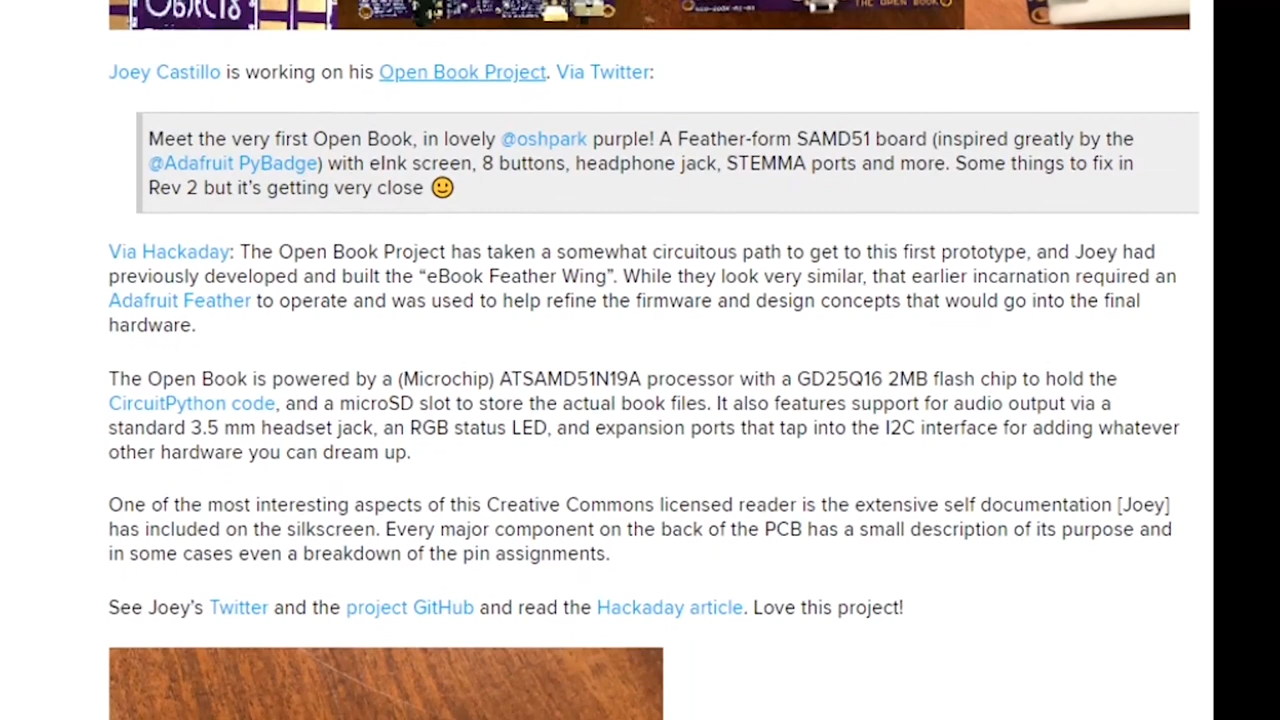 OBJECTS
THE OPEN BOOK
Joey Castillo is working on his Open Book Project. Via Twitter:
Meet the very first Open Book, in lovely @oshpark purple! A Feather-form SAMD51 board (inspired greatly by the
@Adafruit PyBadge) with eInk screen, 8 buttons, headphone jack, STEMMA ports and more. Some things to fix in
Rev 2 but it’s getting very close 🙂
Via Hackaday: The Open Book Project has taken a somewhat circuitous path to get to this first prototype, and Joey had
previously developed and built the “eBook Feather Wing”. While they look very similar, that earlier incarnation required an
Adafruit Feather to operate and was used to help refine the firmware and design concepts that would go into the final
hardware.
The Open Book is powered by a (Microchip) ATSAMD51N19A processor with a GD25Q16 2MB flash chip to hold the
CircuitPython code, and a microSD slot to store the actual book files. It also features support for audio output via a
standard 3.5 mm headset jack, an RGB status LED, and expansion ports that tap into the I2C interface for adding whatever
other hardware you can dream up.
One of the most interesting aspects of this Creative Commons licensed reader is the extensive self documentation [Joey]
has included on the silkscreen. Every major component on the back of the PCB has a small description of its purpose and
in some cases even a breakdown of the pin assignments.
See Joey’s Twitter and the project GitHub and read the Hackaday article. Love this project!